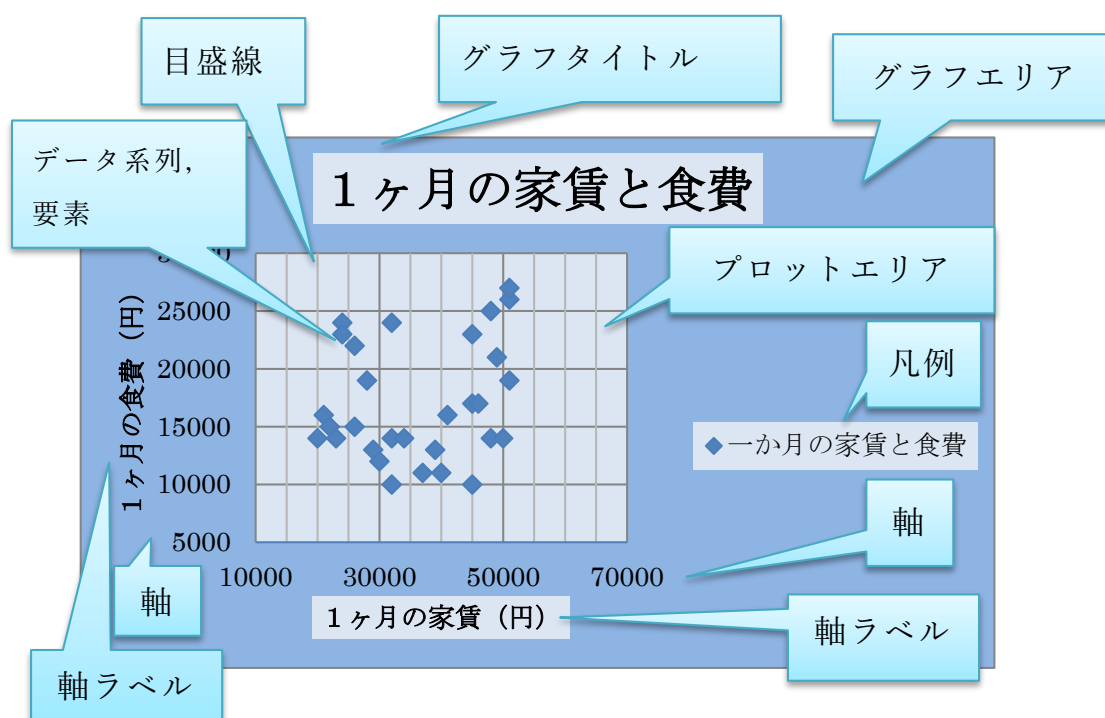 目盛線
グラフタイトル
グラフエリア
データ系列,
要素
１ヶ月の家賃と食費
プロットエリア
25000
20000
15000
10000
5000
１ヶ月の食費（円）
凡例
一か月の家賃と食費
軸
10000 30000 50000 70000
軸
１ヶ月の家賃（円）
軸ラベル
軸ラベル